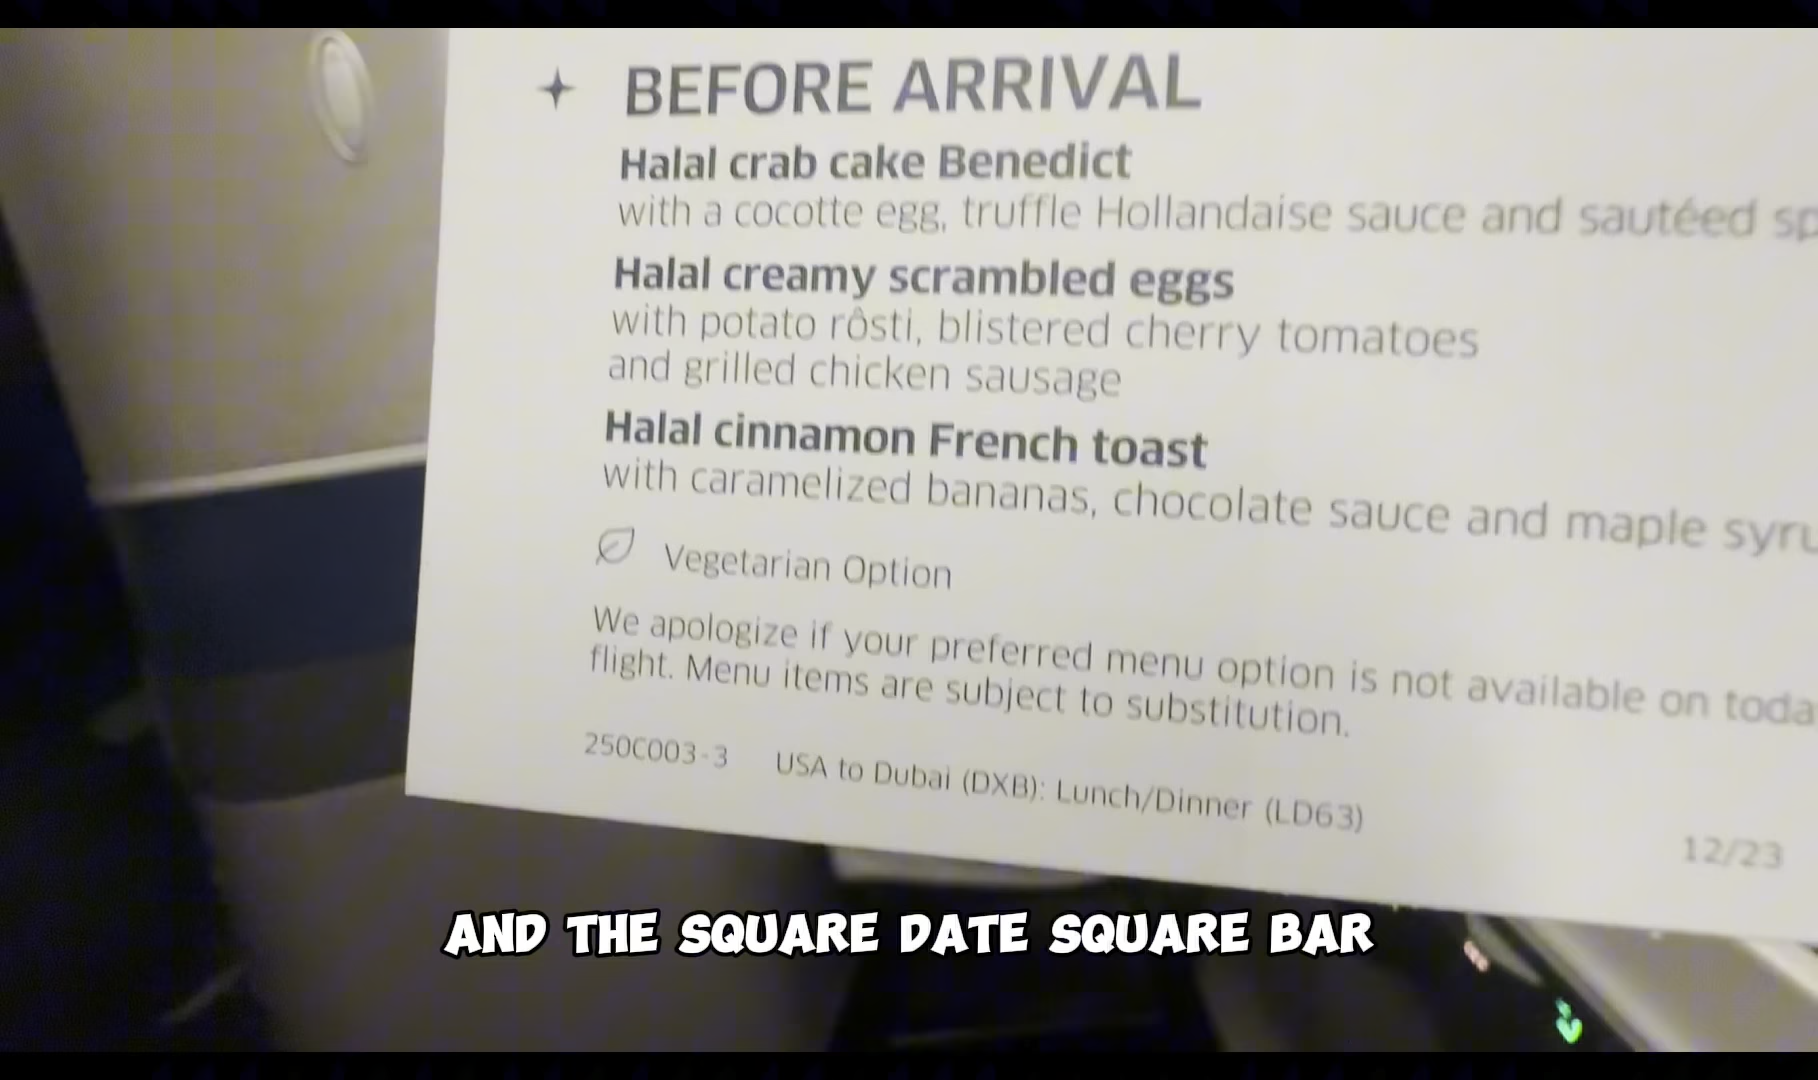 BEFORE ARRIVAL
Halal crab cake Benedict
with a cocotte egg, truffle Hollandaise sauce and sautéed
Halal creamy scrambled eggs
with potato rôsti, blistered cherry tomatoes
and grilled chicken sausage
Halal cinnamon French toast
with caramelized bananas, chocolate sauce and maple
Vegetarian Option
We apologize if your preferred menu option is not available on
flight. Menu items are subject to substitution.
250C003-3 USA to Dubai (DXB): Lunch/Dinner (LD63)
12/23
AND THE SQUARE DATE SQUARE BAR